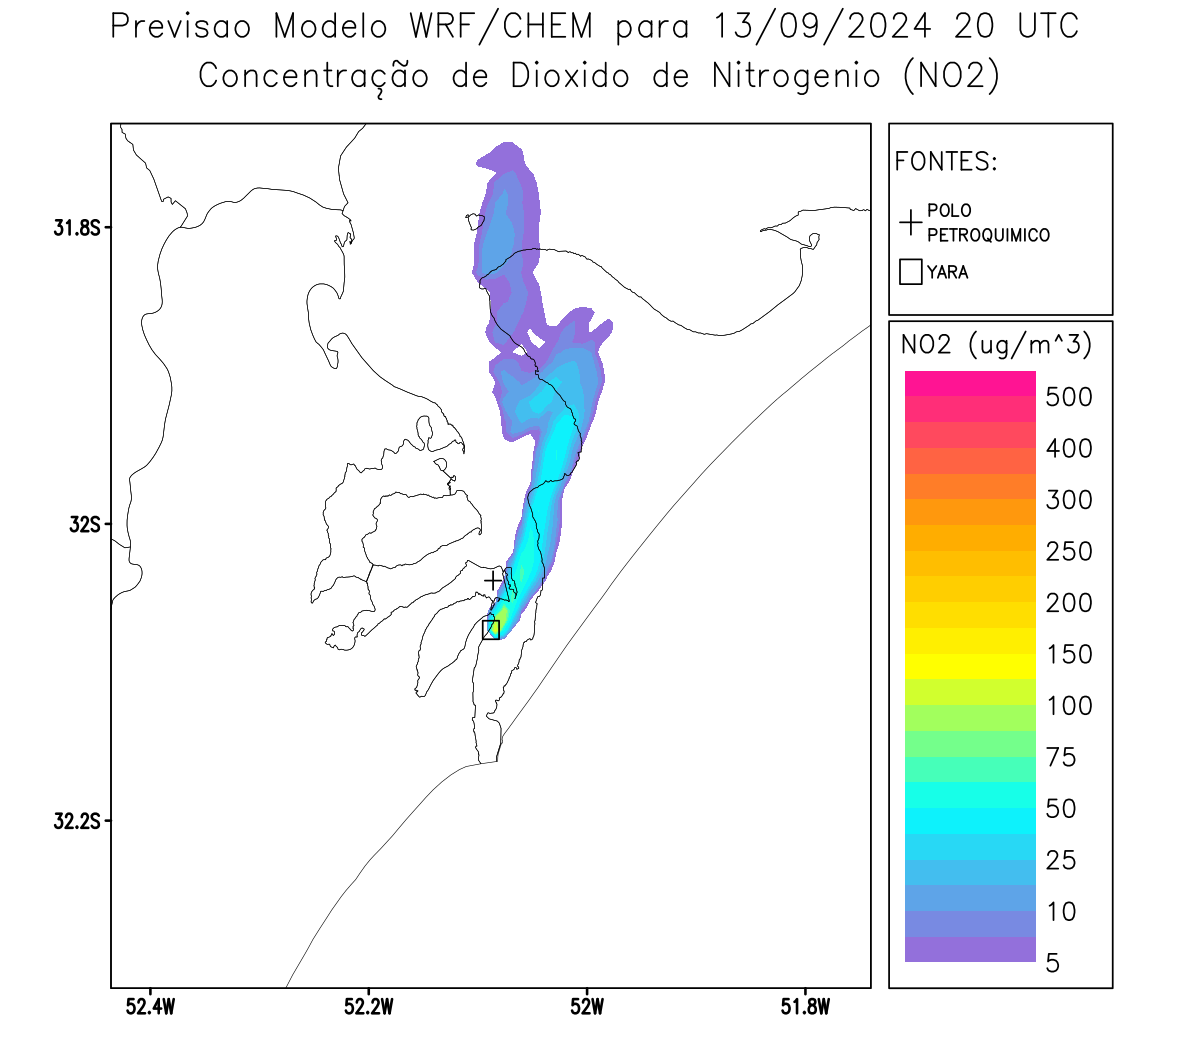 Previsao Modelo WRF/CHEM para 13/09/2024 20 UTC
Concentração de Dioxido de Nitrogenio (NO2)
FONTES:
POLO
PETROQUIMICO
YARA
31.8S
32S
32.2S
52.4W
52.2W
52W
51.8W
NO2 (ug/m^3)
500
400
300
250
200
150
100
75
50
25
10
5